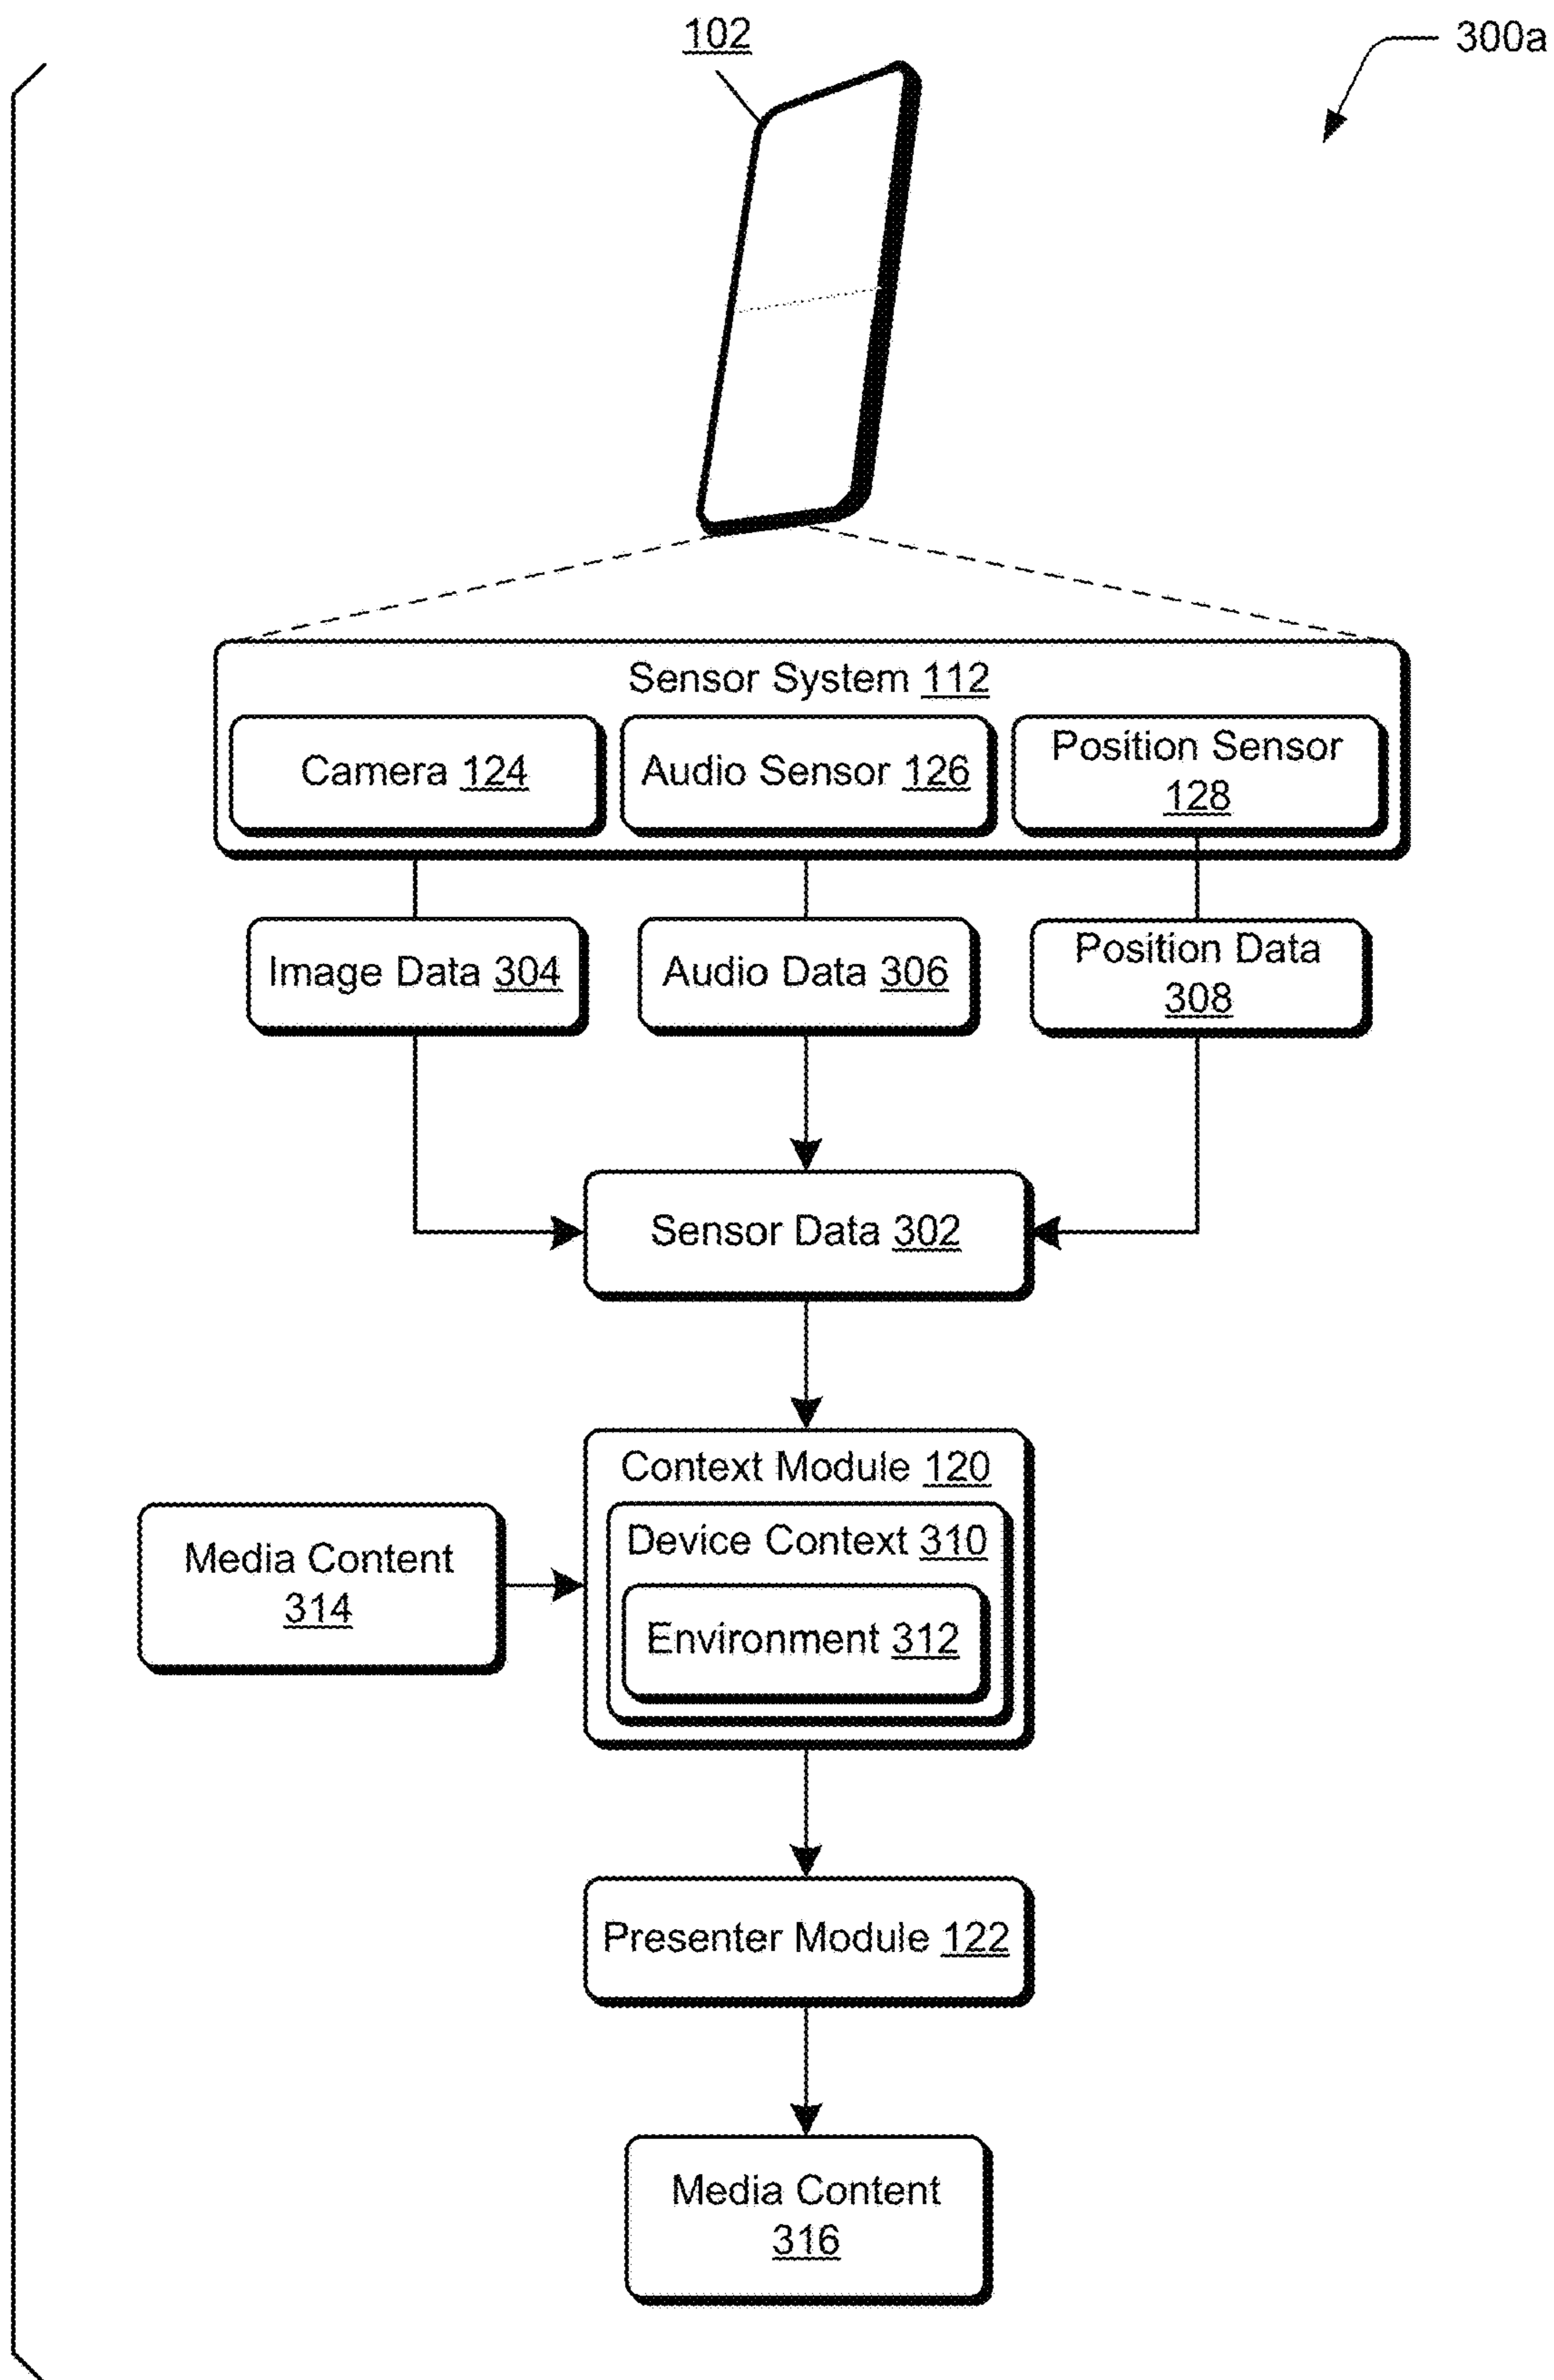 102
300a
Sensor System 112
Camera 124
Audio Sensor 126
Position Sensor
128
Image Data 304
Audio Data 306
Position Data
308
Sensor Data 302
Context Module 120
Device Context 310
Environment 312
Media Content
314
Presenter Module 122
Media Content
316